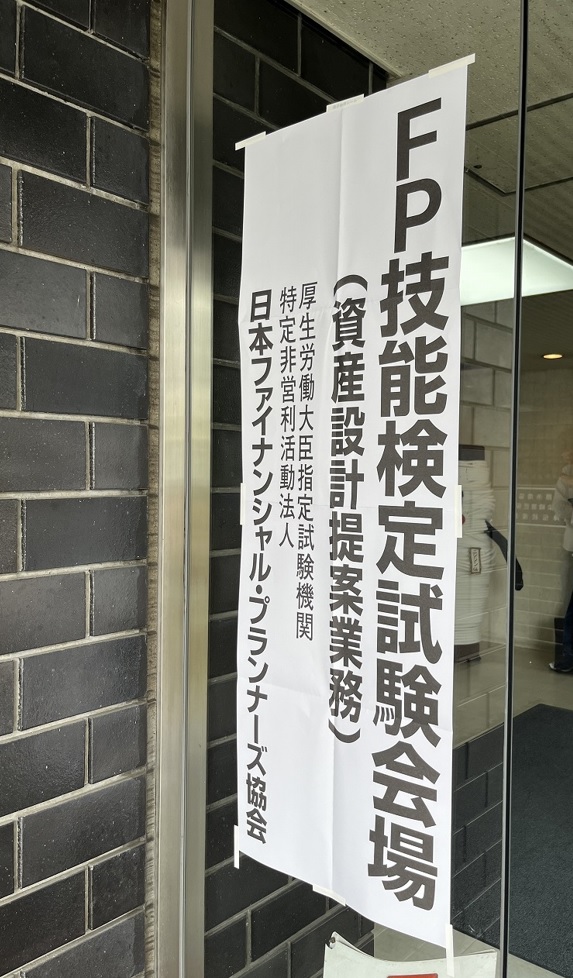 FP技能検定試験会場
(資産設計提案業務)
厚生労働大臣指定試験機関
特定非営利活動法人
日本ファイナンシャル・プランナーズ協会